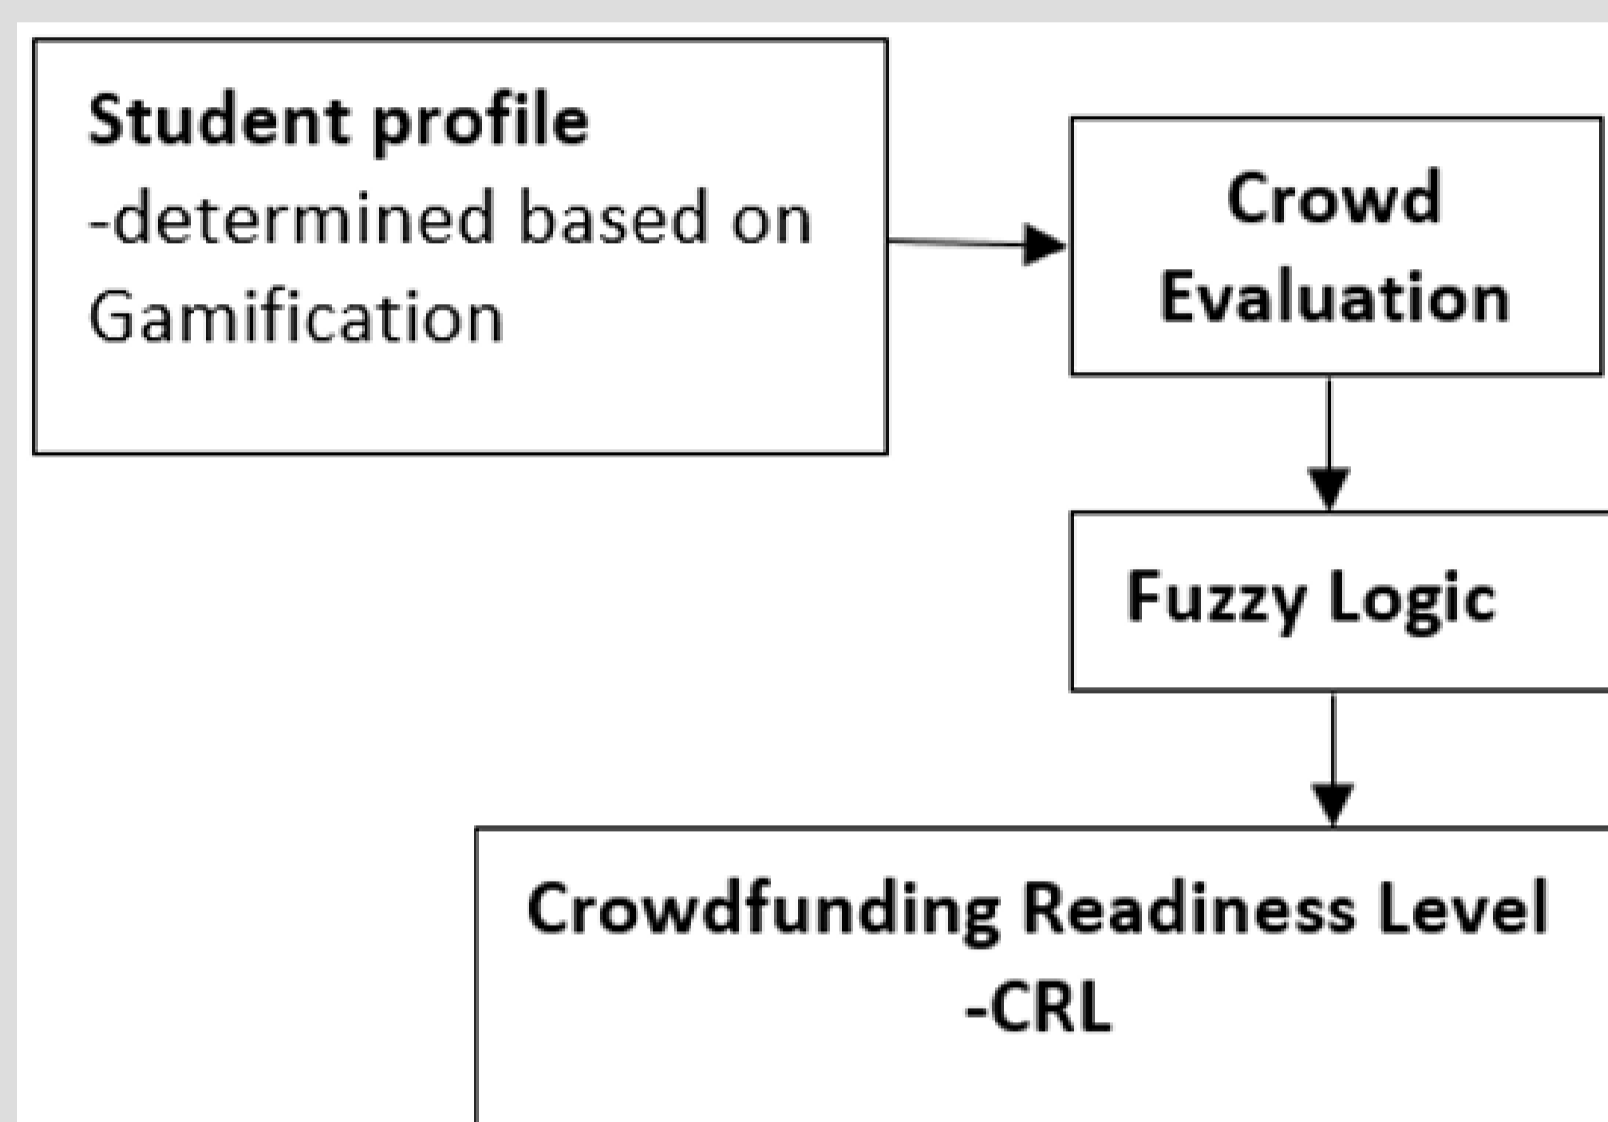 Student profile
-determined based on
Gamification
Crowd
Evaluation
Fuzzy Logic
Crowdfunding Readiness Level
-CRL